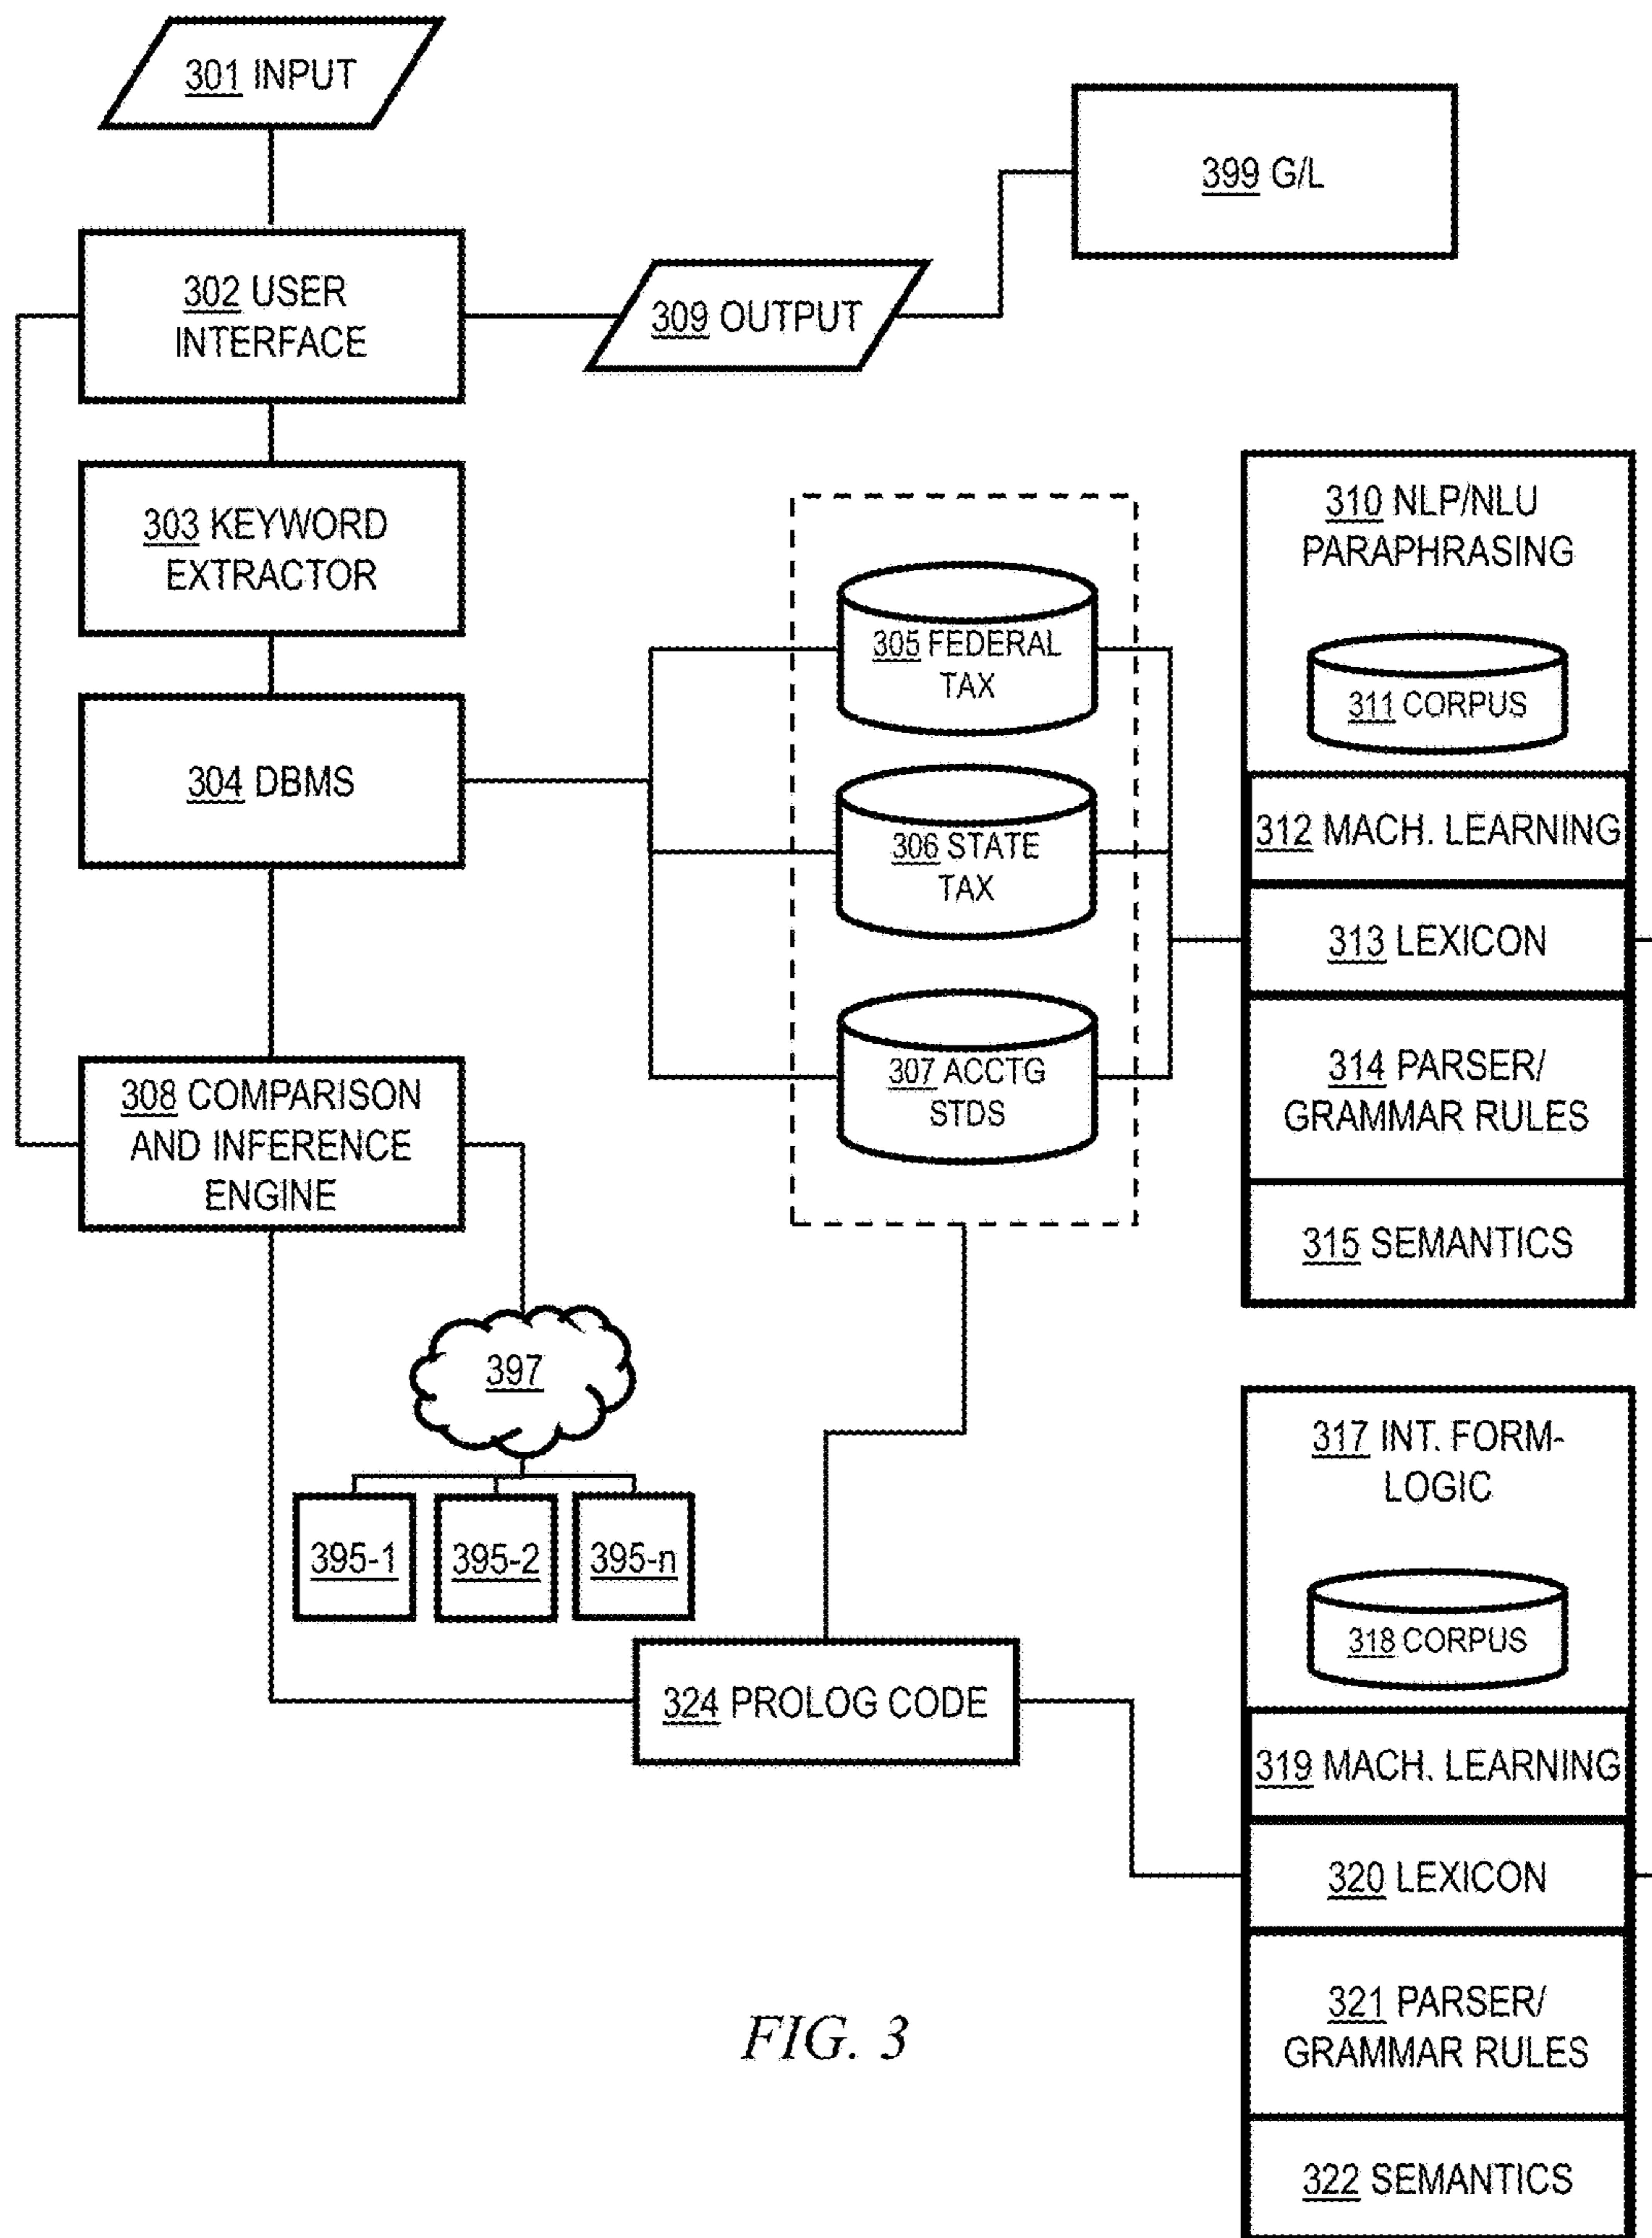 301 INPUT
399 G/L
302 USER
INTERFACE
309 OUTPUT
303 KEYWORD
EXTRACTOR
304 DBMS
305 FEDERAL
TAX
306 STATE
TAX
307 ACCTG
STDS
308 COMPARISON
AND INFERENCE
ENGINE
397
395-1
395-2
395-n
324 PROLOG CODE
310 NLP/NLU
PARAPHRASING
311 CORPUS
312 MACH. LEARNING
313 LEXICON
314 PARSER/
GRAMMAR RULES
315 SEMANTICS
317 INT. FORM-
LOGIC
318 CORPUS
319 MACH. LEARNING
320 LEXICON
321 PARSER/
GRAMMAR RULES
322 SEMANTICS
FIG. 3